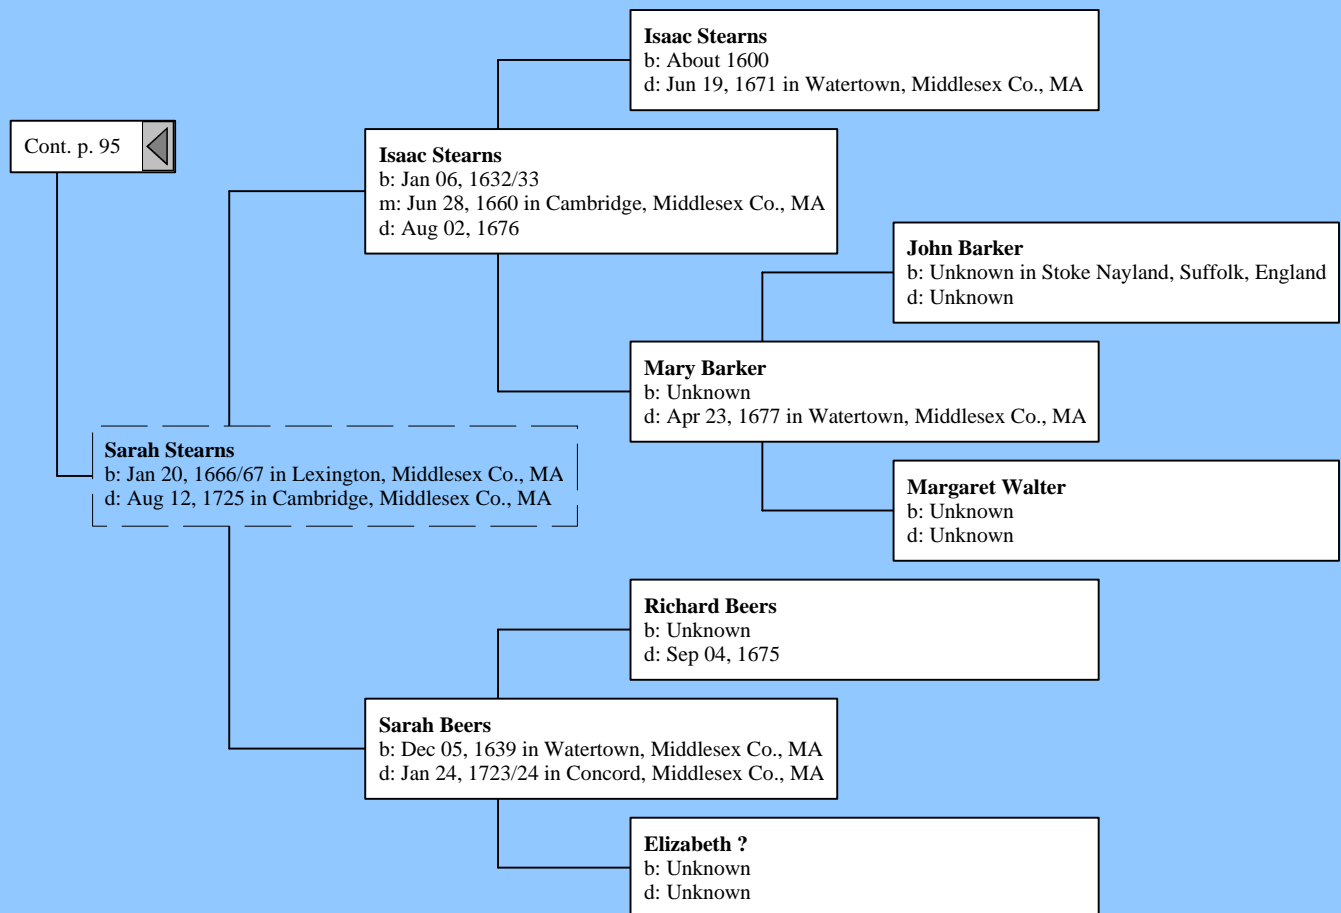 Isaac Stearns
b: About 1600
d: Jun 19, 1671 in Watertown, Middlesex Co., MA
Cont. p. 95
Isaac Stearns
b: Jan 06, 1632/33
m: Jun 28, 1660 in Cambridge, Middlesex Co., MA
d: Aug 02, 1676
John Barker
b: Unknown in Stoke Nayland, Suffolk, England
d: Unknown
Mary Barker
b: Unknown
d: Apr 23, 1677 in Watertown, Middlesex Co., MA
Sarah Stearns
b: Jan 20, 1666/67 in Lexington, Middlesex Co., MA
d: Aug 12, 1725 in Cambridge, Middlesex Co., MA
Margaret Walter
b: Unknown
d: Unknown
Richard Beers
b: Unknown
d: Sep 04, 1675
Sarah Beers
b: Dec 05, 1639 in Watertown, Middlesex Co., MA
d: Jan 24, 1723/24 in Concord, Middlesex Co., MA
Elizabeth ?
b: Unknown
d: Unknown